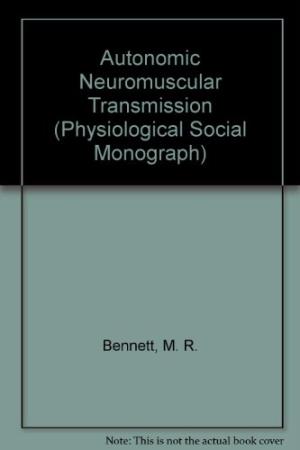 Autonomic
Neuromuscular
Transmission
(Physiological Social
Monograph)
Bennett, M. R.
Note: This is not the actual book cover